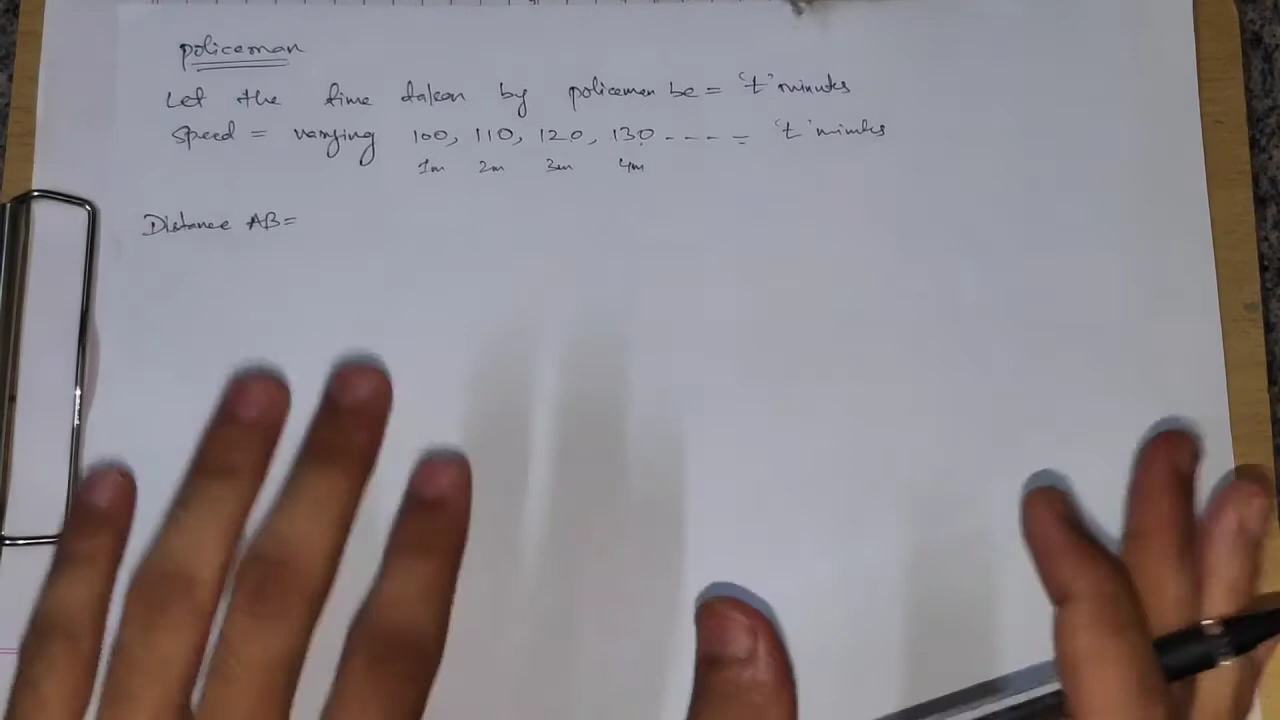 policeman
Let the time taken by policeman be = 't' minutes
Speed = varying 100, 110, 120, 130 ---- = 't' minutes
1m 2m 3m 4m
Distance AB =